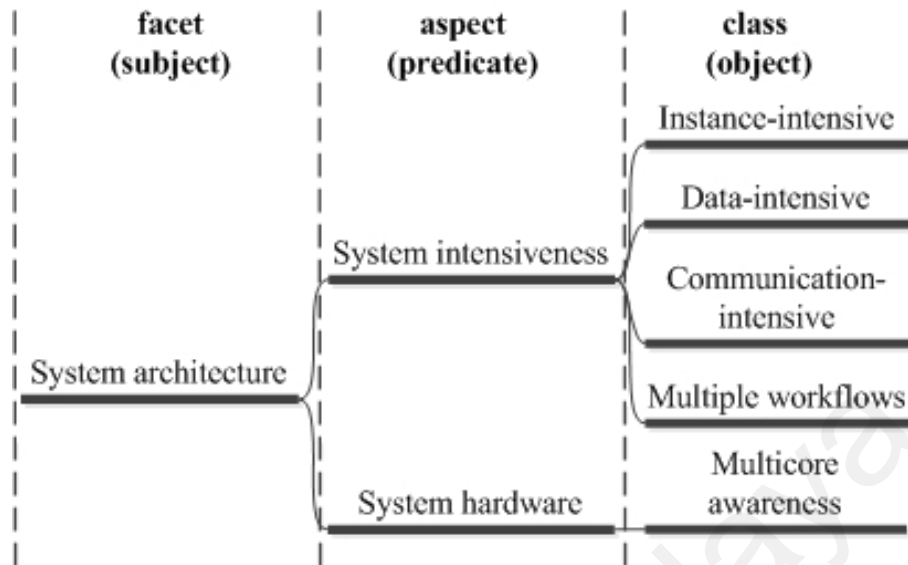 facet
(subject)
aspect
(predicate)
class
(object)
Instance-intensive
Data-intensive
System intensiveness
Communication-
intensive
System architecture
Multiple workflows
Multicore
awareness
System hardware